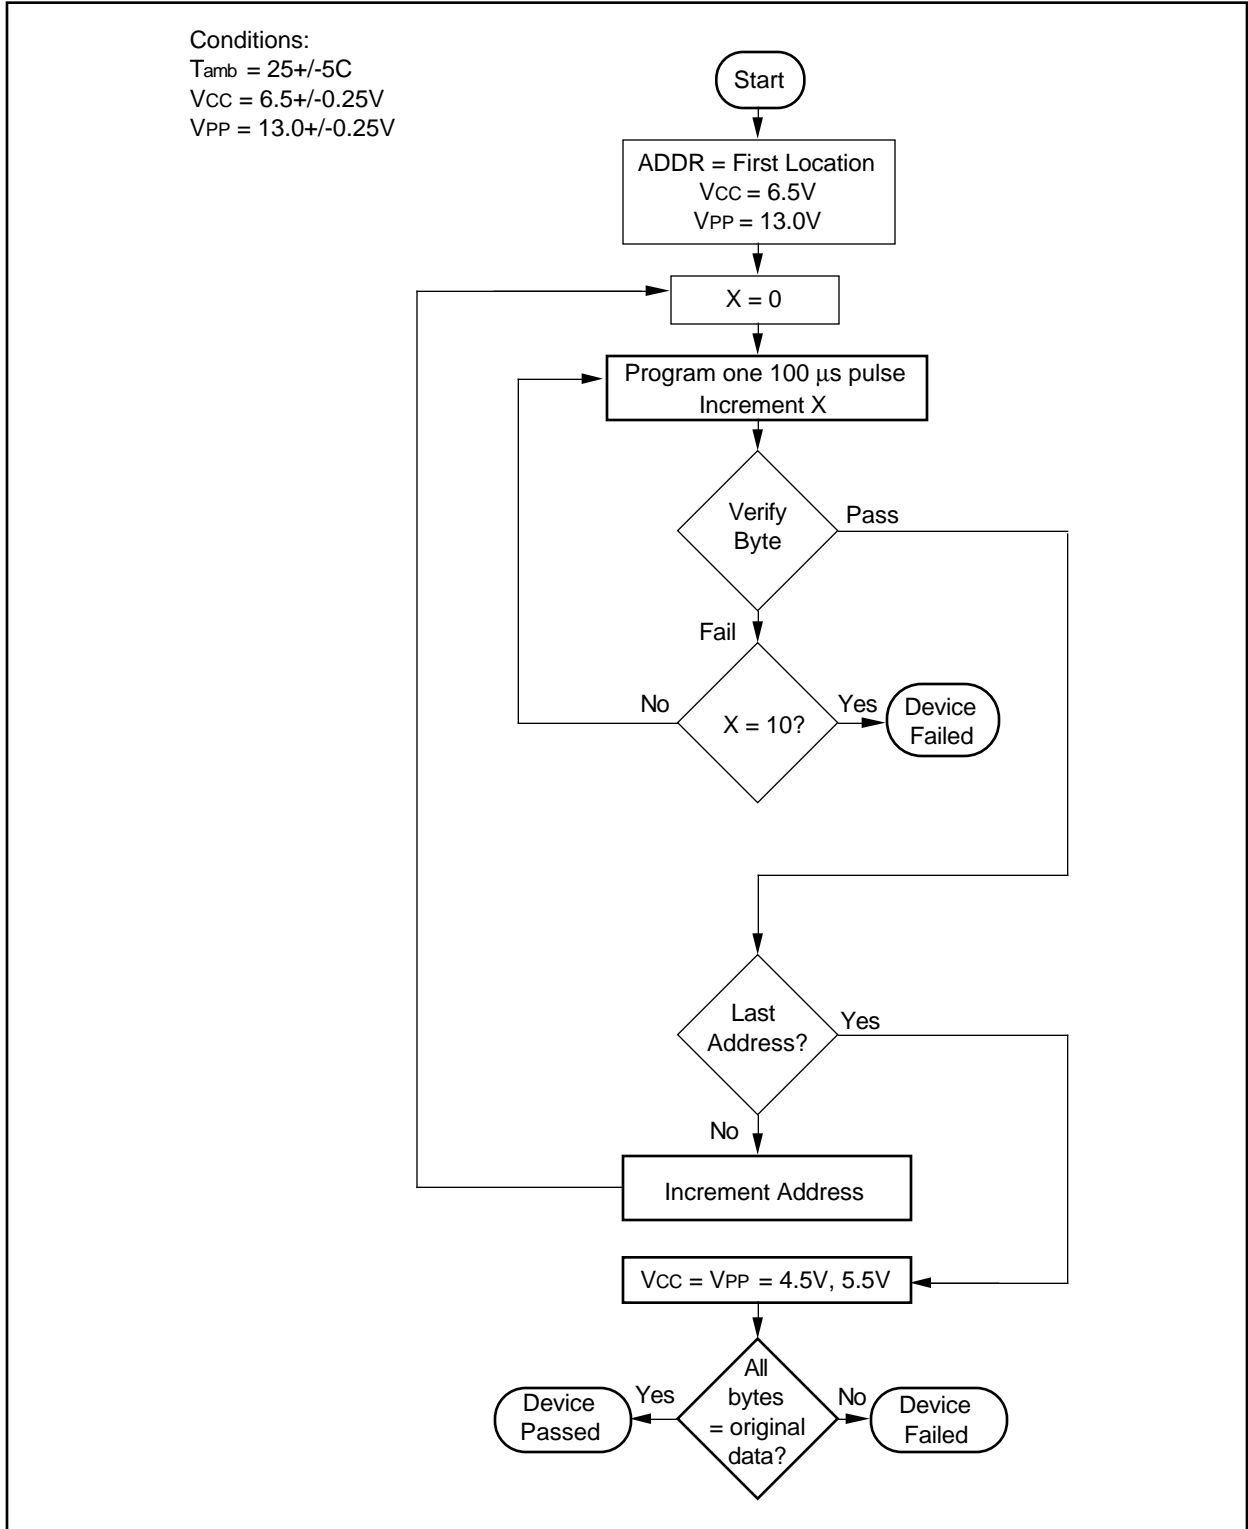 Conditions:
Tamb = 25+/-5C
VCC = 6.5+/-0.25V
VPP = 13.0+/-0.25V
Start
ADDR = First Location
VCC = 6.5V
VPP = 13.0V
X = 0
Program one 100 μs pulse
Increment X
Verify
Byte
Pass
Fail
No
X = 10?
Yes
Device
Failed
Last
Address?
Yes
No
Increment Address
VCC = VPP = 4.5V, 5.5V
All
bytes
= original
data?
Yes
Device
Passed
No
Device
Failed